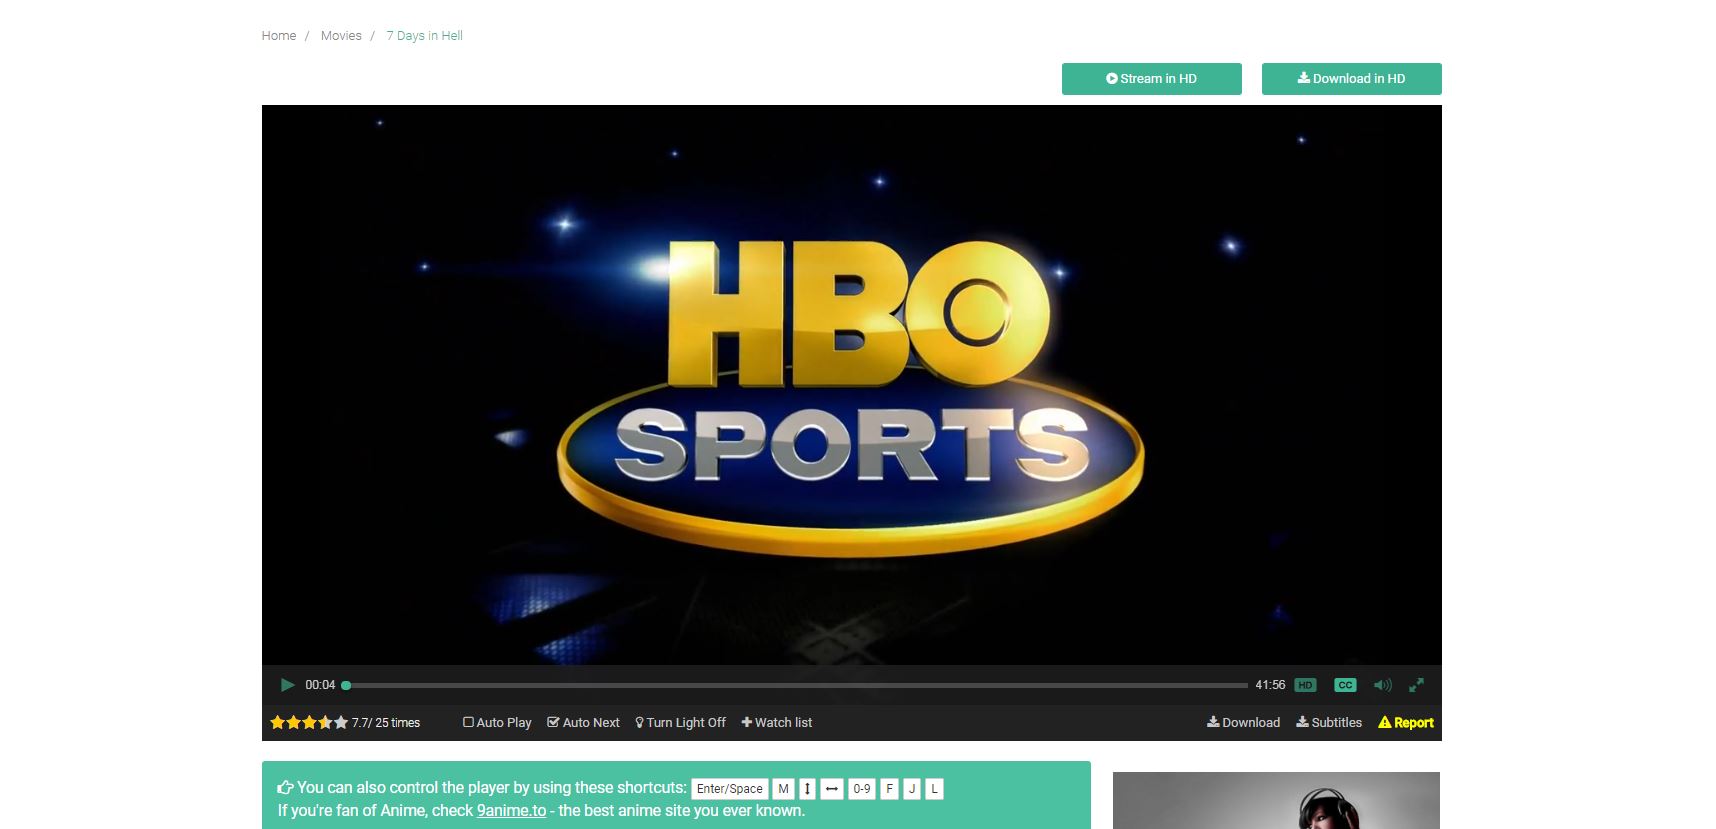 Home / Movies / 7 Days in Hell
Stream in HD Download in HD
HBO
SPORTS
00:04 41:56 HD CC
7.7/ 25 times Auto Play Auto Next Turn Light Off Watch list Download Subtitles Report
You can also control the player by using these shortcuts: Enter/Space M 0-9 F J L
If you're fan of Anime, check 9anime.to - the best anime site you ever known.